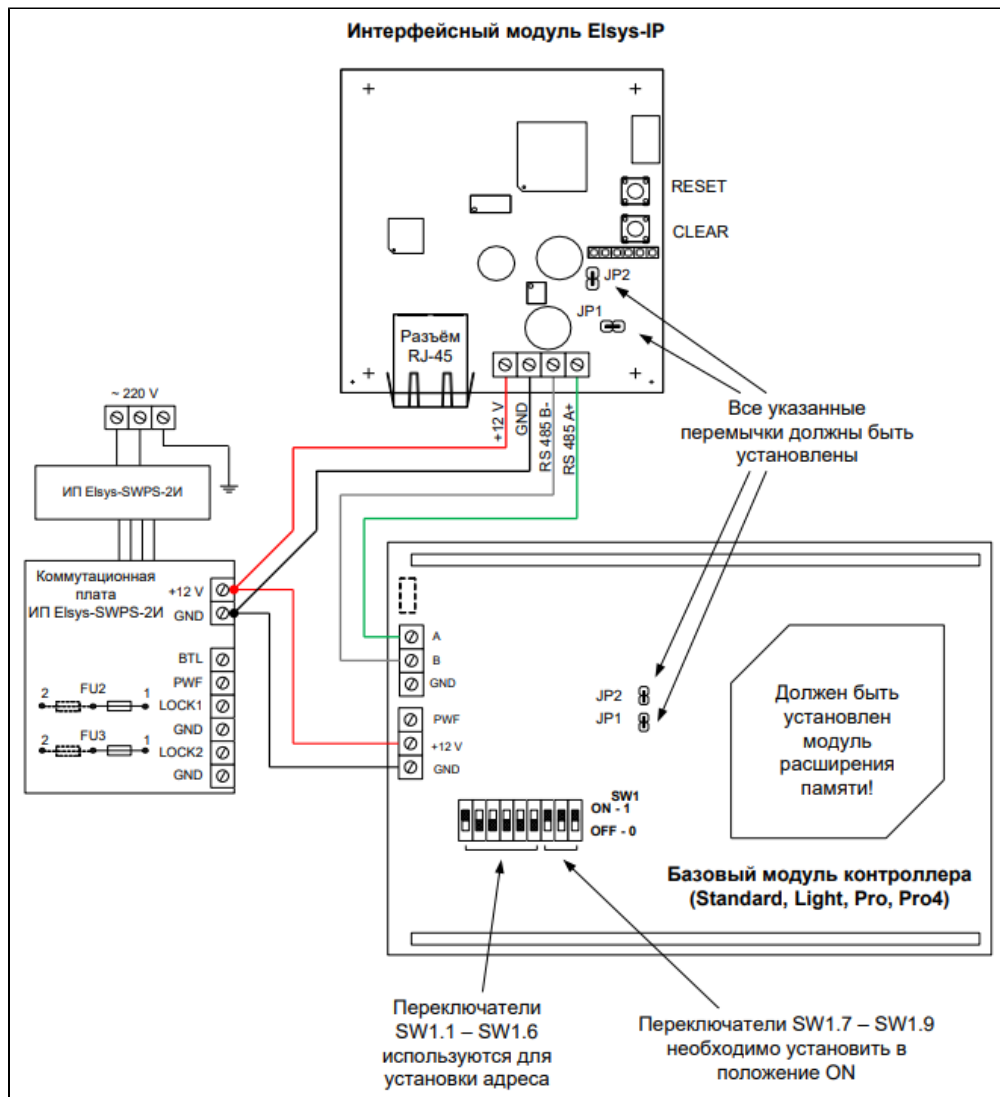 Интерфейсный модуль Elsys-IP
RESET
CLEAR
JP2
JP1
Разъём
RJ-45
+12 V
GND
RS 485 B-
RS 485 A+
Все указанные
перемычки должны быть
установлены
~ 220 V
ИП Elsys-SWPS-2И
Коммутационная
плата
ИП Elsys-SWPS-2И
+12 V
GND
BTL
PWF
LOCK1
GND
LOCK2
GND
2 FU2 1
2 FU3 1
A
B
GND
PWF
+12 V
GND
JP2
JP1
Должен быть
установлен
модуль
расширения
памяти!
SW1
ON - 1
OFF - 0
Базовый модуль контроллера
(Standard, Light, Pro, Pro4)
Переключатели
SW1.1 – SW1.6
используются для
установки адреса
Переключатели SW1.7 – SW1.9
необходимо установить в
положение ON